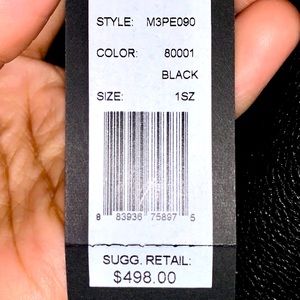 STYLE: M3PE090
COLOR: 80001
BLACK
SIZE: 1SZ
8 83936 75897 5
SUGG. RETAIL:
$498.00